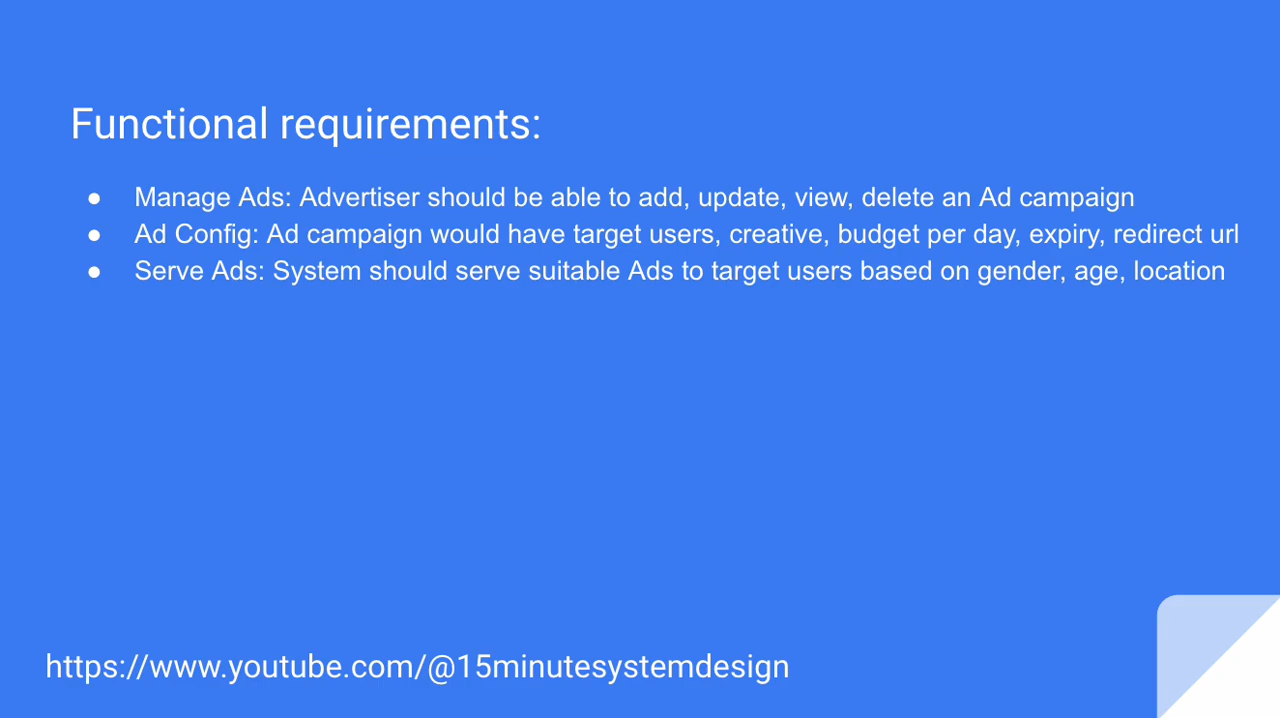 Functional requirements:
● Manage Ads: Advertiser should be able to add, update, view, delete an Ad campaign
● Ad Config: Ad campaign would have target users, creative, budget per day, expiry, redirect url
● Serve Ads: System should serve suitable Ads to target users based on gender, age, location
https://www.youtube.com/@15minutesystemdesign